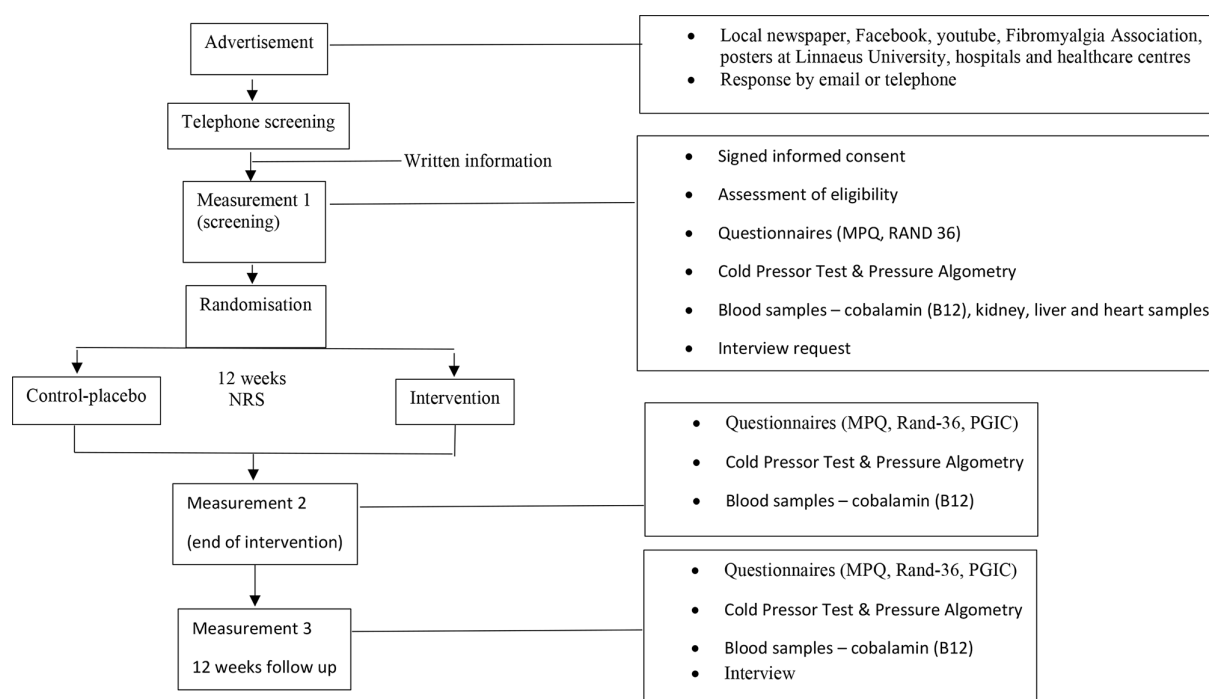 Advertisement
• Local newspaper, Facebook, youtube, Fibromyalgia Association,
posters at Linnaeus University, hospitals and healthcare centres
• Response by email or telephone
Telephone screening
Written information
Measurement 1
(screening)
• Signed informed consent
• Assessment of eligibility
• Questionnaires (MPQ, RAND 36)
• Cold Pressor Test & Pressure Algometry
• Blood samples – cobalamin (B12), kidney, liver and heart samples
• Interview request
Randomisation
Control-placebo
12 weeks
NRS
Intervention
• Questionnaires (MPQ, Rand-36, PGIC)
• Cold Pressor Test & Pressure Algometry
• Blood samples – cobalamin (B12)
Measurement 2
(end of intervention)
• Questionnaires (MPQ, Rand-36, PGIC)
• Cold Pressor Test & Pressure Algometry
• Blood samples – cobalamin (B12)
• Interview
Measurement 3
12 weeks follow up